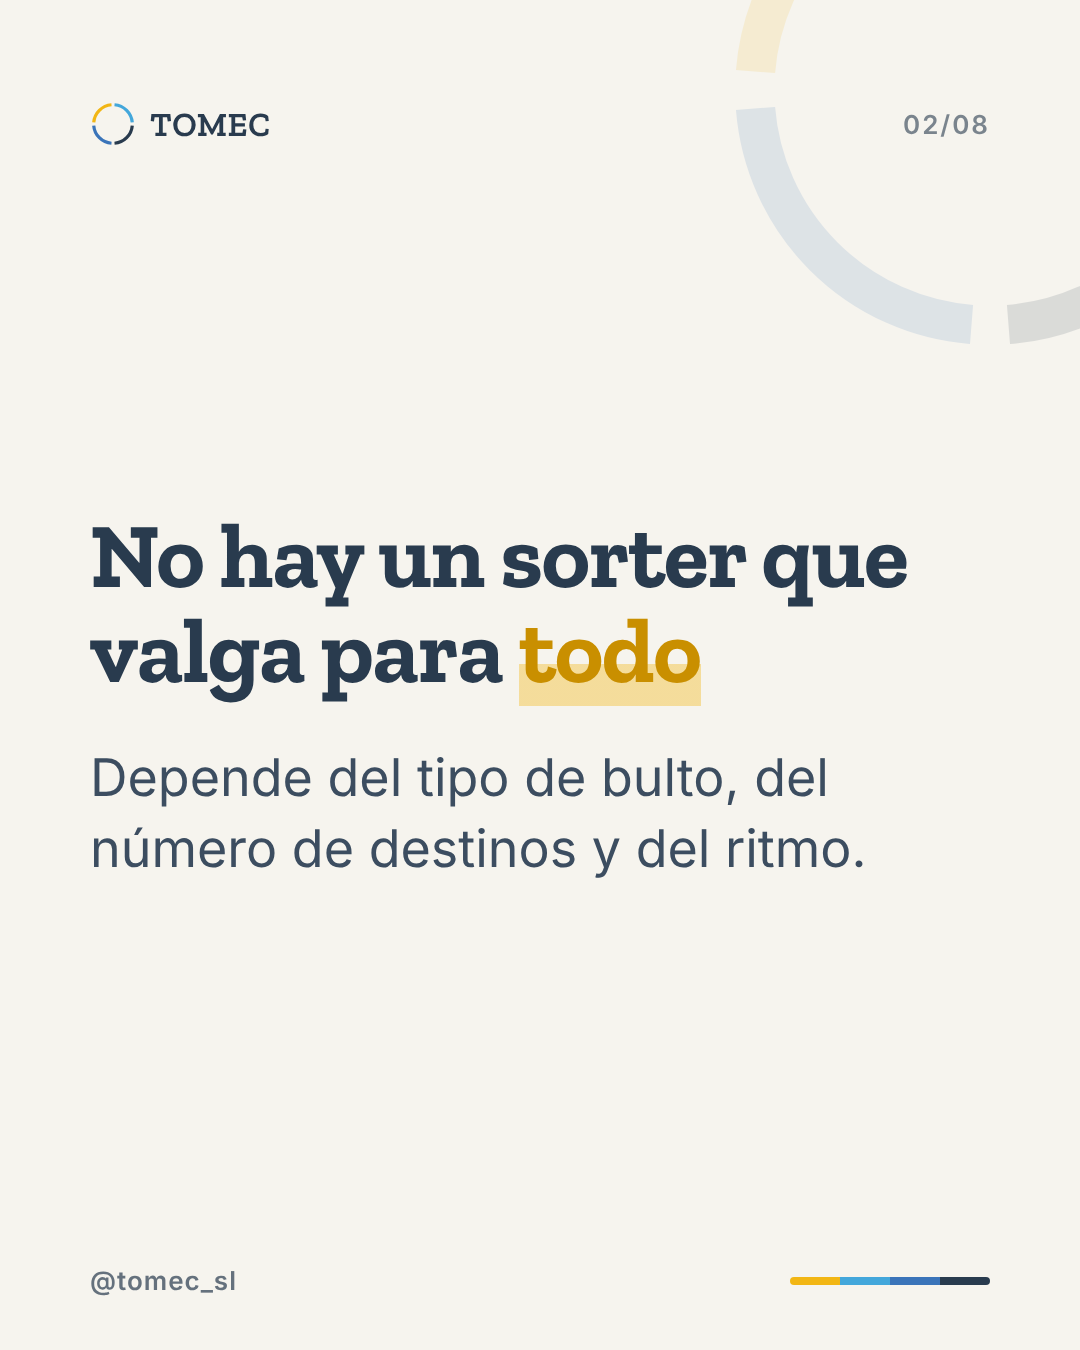 TOMEC
02/08
No hay un sorter que
valga para todo
Depende del tipo de bulto, del
número de destinos y del ritmo.
@tomec_sl